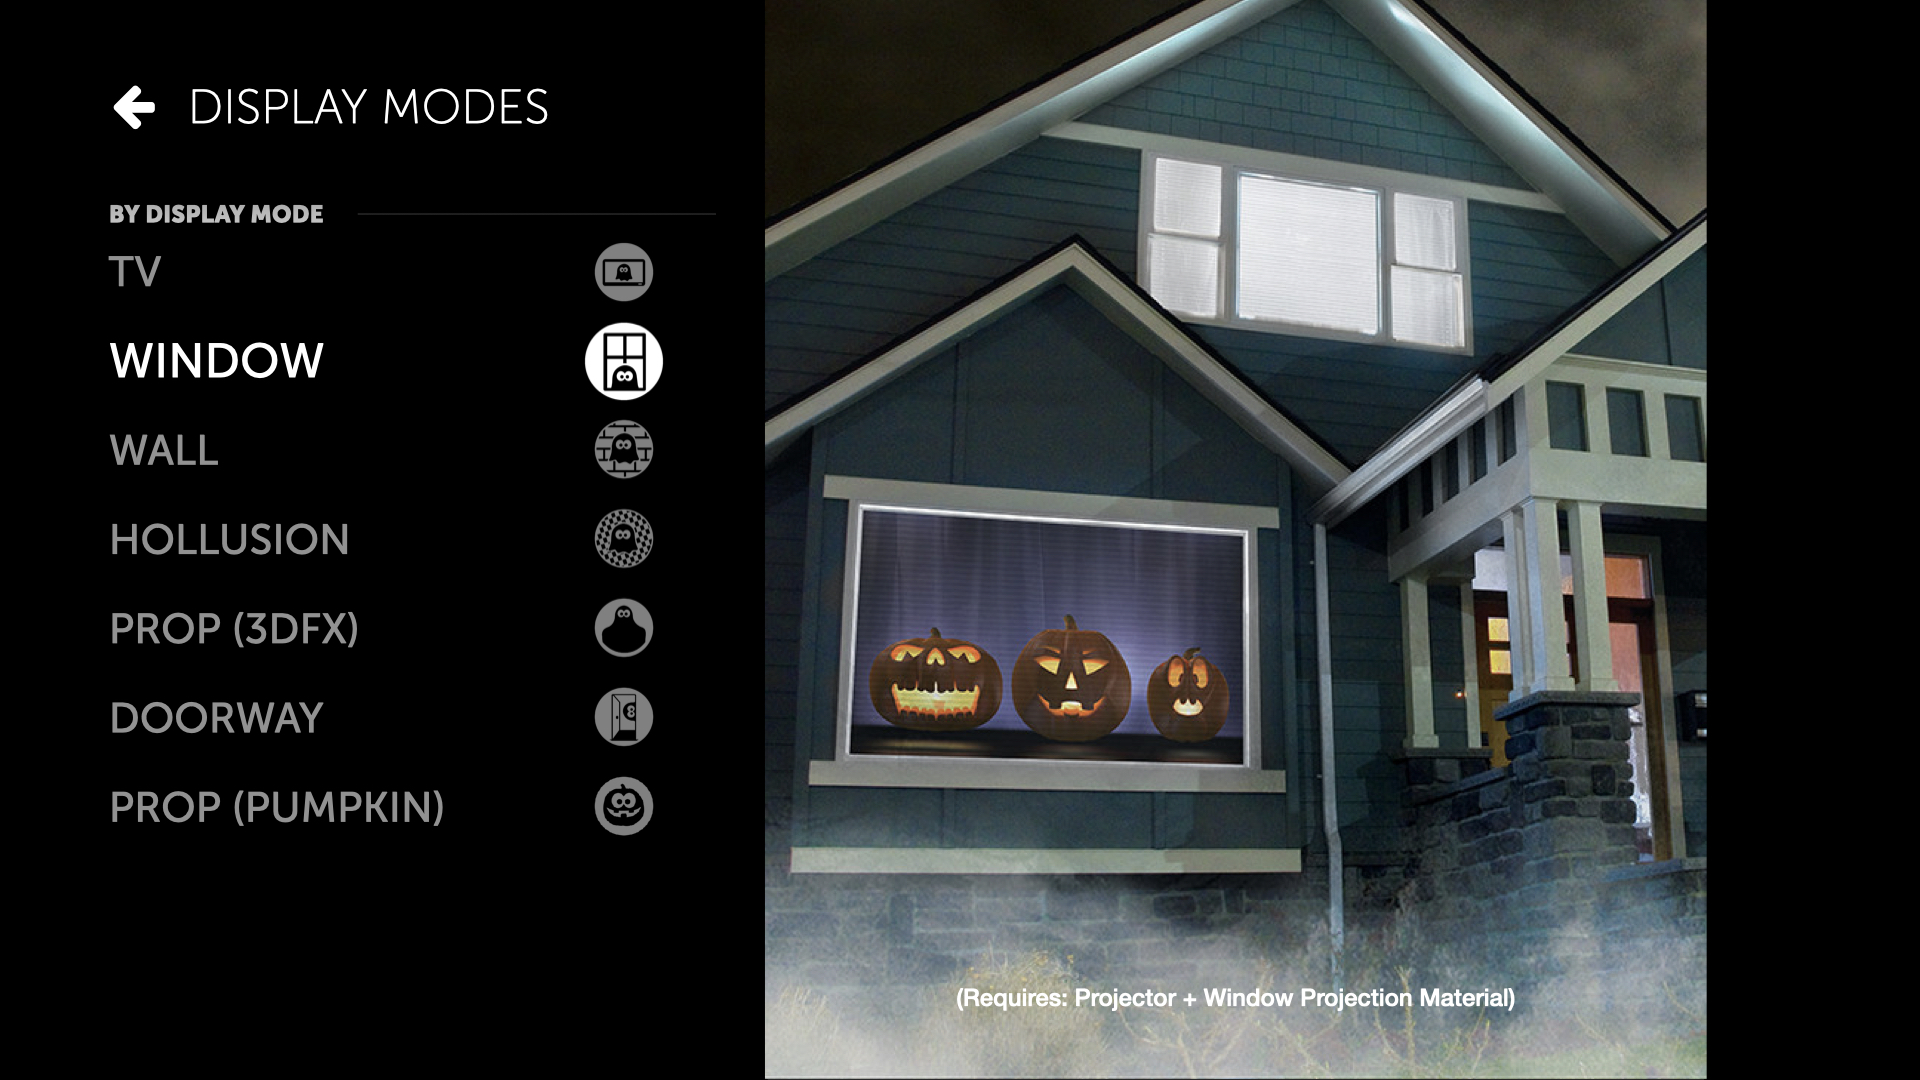 DISPLAY MODES
BY DISPLAY MODE
TV
WINDOW
WALL
HOLLUSION
PROP (3DFX)
DOORWAY
PROP (PUMPKIN)
(Requires: Projector + Window Projection Material)